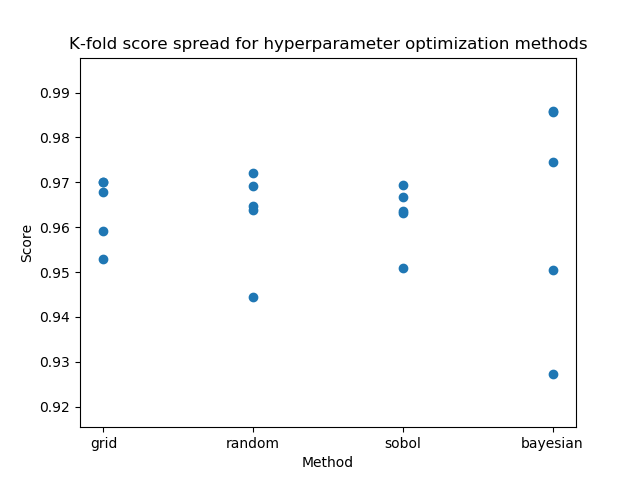 K-fold score spread for hyperparameter optimization methods
0.99
0.98
0.97
0.96
0.95
0.94
0.93
0.92
Score
grid random sobol bayesian
Method